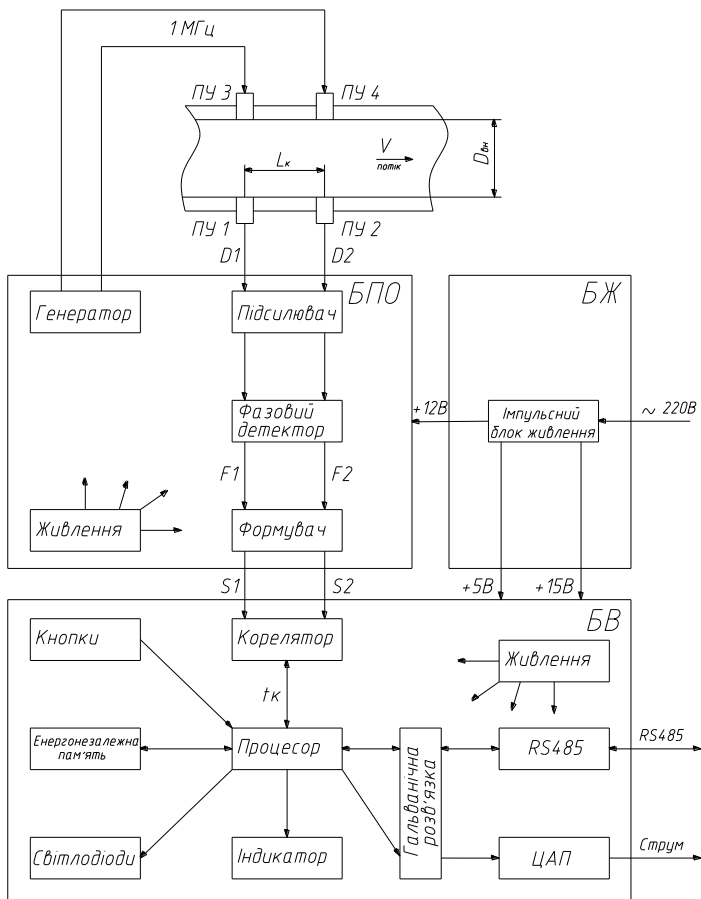 1 МГц
ПУ 3
ПУ 4
Lк
V
потік
Dвн
ПУ 1
ПУ 2
D1
D2
БПО
БЖ
Генератор
Підсилювач
+12В
Імпульсний
блок живлення
~ 220В
Фазовий
детектор
F1
F2
Живлення
Формувач
S1
S2
+5В
+15В
БВ
Кнопки
Корелятор
Живлення
tк
Енергонезалежна
пам'ять
Процесор
Гальванічна
розв'язка
RS485
RS485
Світлодіоди
Індикатор
ЦАП
Струм